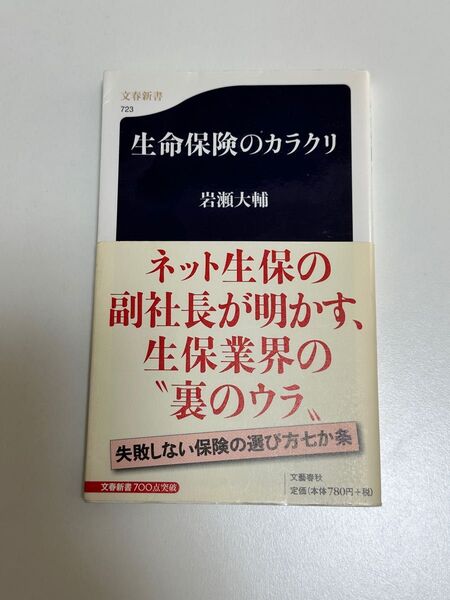 文春新書
723
生命保険のカラクリ
岩瀬大輔
ネット生保の
副社長が明かす、
生保業界の
〝裏のウラ〟
失敗しない保険の選び方七か条
文春新書700点突破
文藝春秋
定価(本体780円+税)